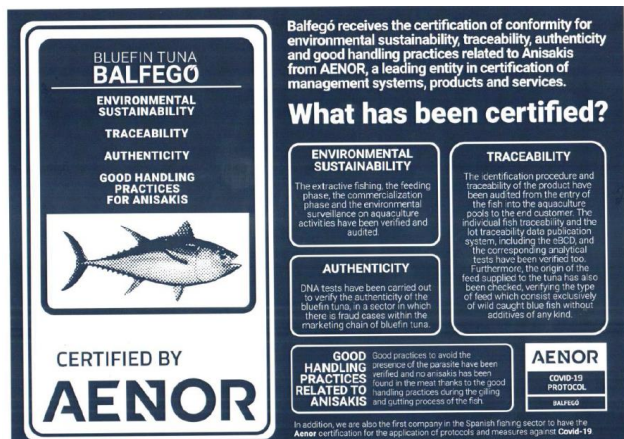 BLUEFIN TUNA
BALFEGÓ
ENVIRONMENTAL
SUSTAINABILITY
TRACEABILITY
AUTHENTICITY
GOOD HANDLING
PRACTICES
FOR ANISAKIS
CERTIFIED BY
AENOR
Balfegó receives the certification of conformity for
environmental sustainability, traceability, authenticity
and good handling practices related to Anisakis
from AENOR, a leading entity in certification of
management systems, products and services.
What has been certified?
ENVIRONMENTAL
SUSTAINABILITY
The extractive fishing, the feeding
phase, the commercialization
phase and the environmental
surveillance on aquaculture
activities have been verified and
audited.
AUTHENTICITY
DNA tests have been carried out
to verify the authenticity of the
bluefin tuna, in a sector in which
there is fraud cases within the
marketing chain of bluefin tuna.
TRACEABILITY
The identification procedure and
traceability of the product have
been audited from the entry of
the fish into the aquaculture
pools to the end customer. The
individual fish traceability and the
lot traceability data publication
system, including the eBCD, and
the corresponding analytical
tests have been verified too.
Furthermore, the origin of the
feed supplied to the tuna has also
been checked, verifying the type
of feed which consist exclusively
of wild caught blue fish without
additives of any kind.
GOOD
HANDLING
PRACTICES
RELATED TO
ANISAKIS
Good practices to avoid the
presence of the parasite have been
verified and no anisakis has been
found in the meat thanks to the good
handling practices during the gilling
and gutting process of the fish.
AENOR
COVID-19
PROTOCOL
BALFEGÓ
In addition, we are also the first company in the Spanish fishing sector to have the
Aenor certification for the application of protocols and measures against Covid-19.